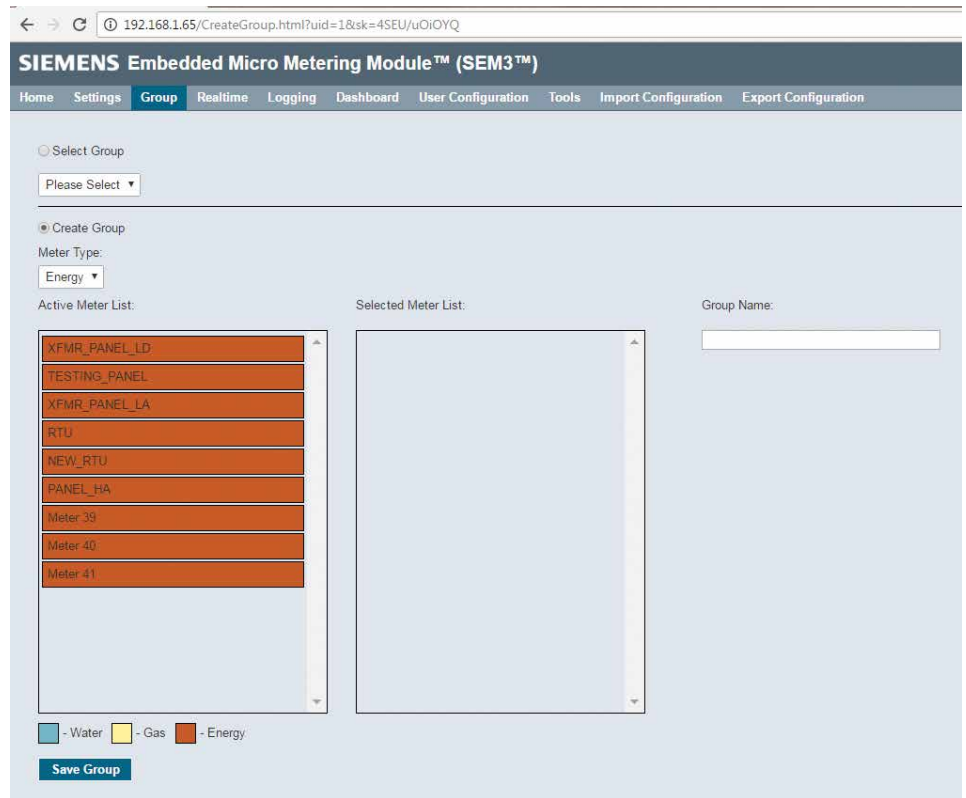 192.168.1.65/CreateGroup.html?uid=1&sk=4SEU/uOiOYQ
SIEMENS Embedded Micro Metering Module™ (SEM3™)
Home Settings Group Realtime Logging Dashboard User Configuration Tools Import Configuration Export Configuration
Select Group
Please Select
Create Group
Meter Type:
Energy
Active Meter List: Selected Meter List: Group Name:
XFMR_PANEL_LD
TESTING_PANEL
XFMR_PANEL_LA
RTU
NEW_RTU
PANEL_HA
Meter 39
Meter 40
Meter 41
- Water - Gas - Energy
Save Group